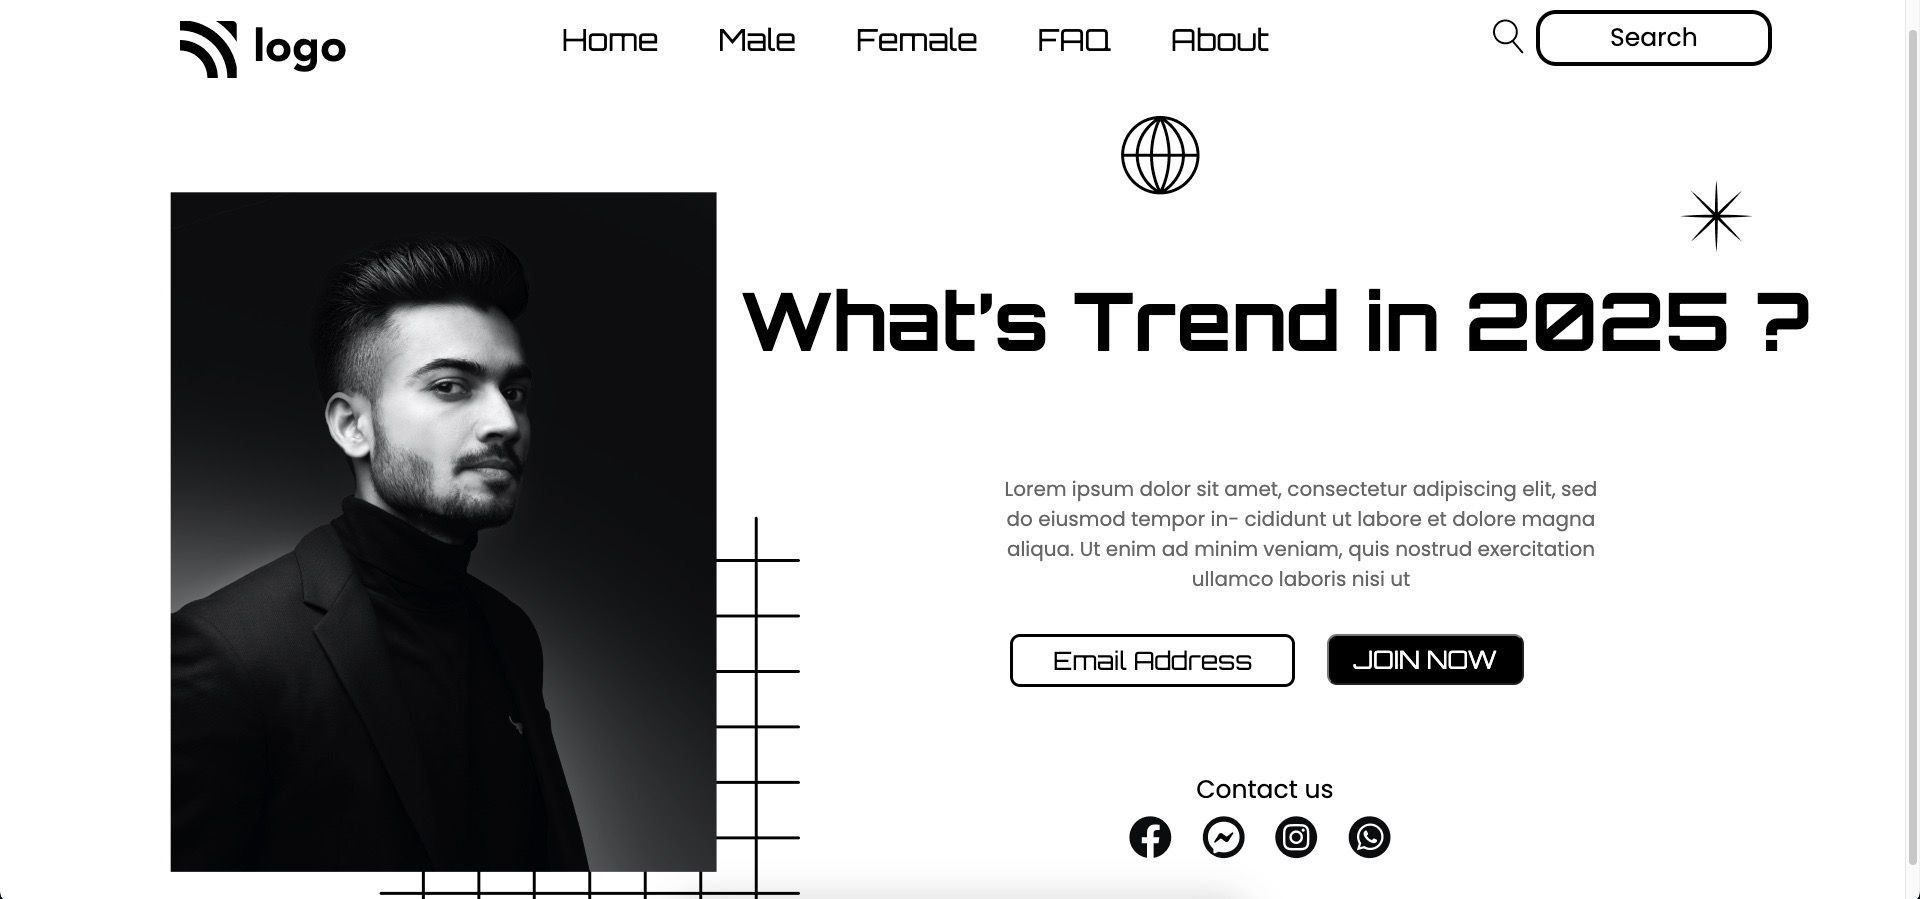 logo
Home
Male
Female
FAQ
About
Search
What's Trend in 2025 ?
Lorem ipsum dolor sit amet, consectetur adipiscing elit, sed
do eiusmod tempor in- cididunt ut labore et dolore magna
aliqua. Ut enim ad minim veniam, quis nostrud exercitation
ullamco laboris nisi ut
Email Address
JOIN NOW
Contact us